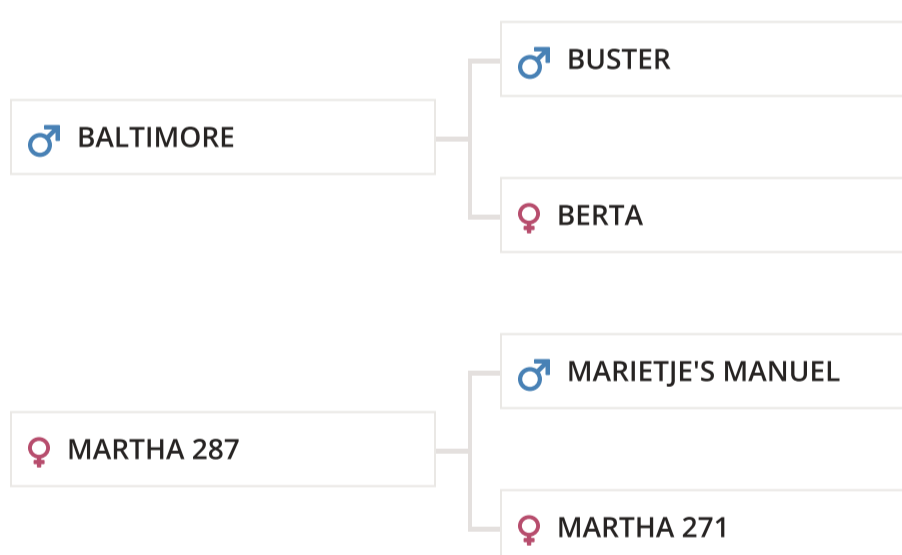 BUSTER
BALTIMORE
BERTA
MARIETJE'S MANUEL
MARTHA 287
MARTHA 271